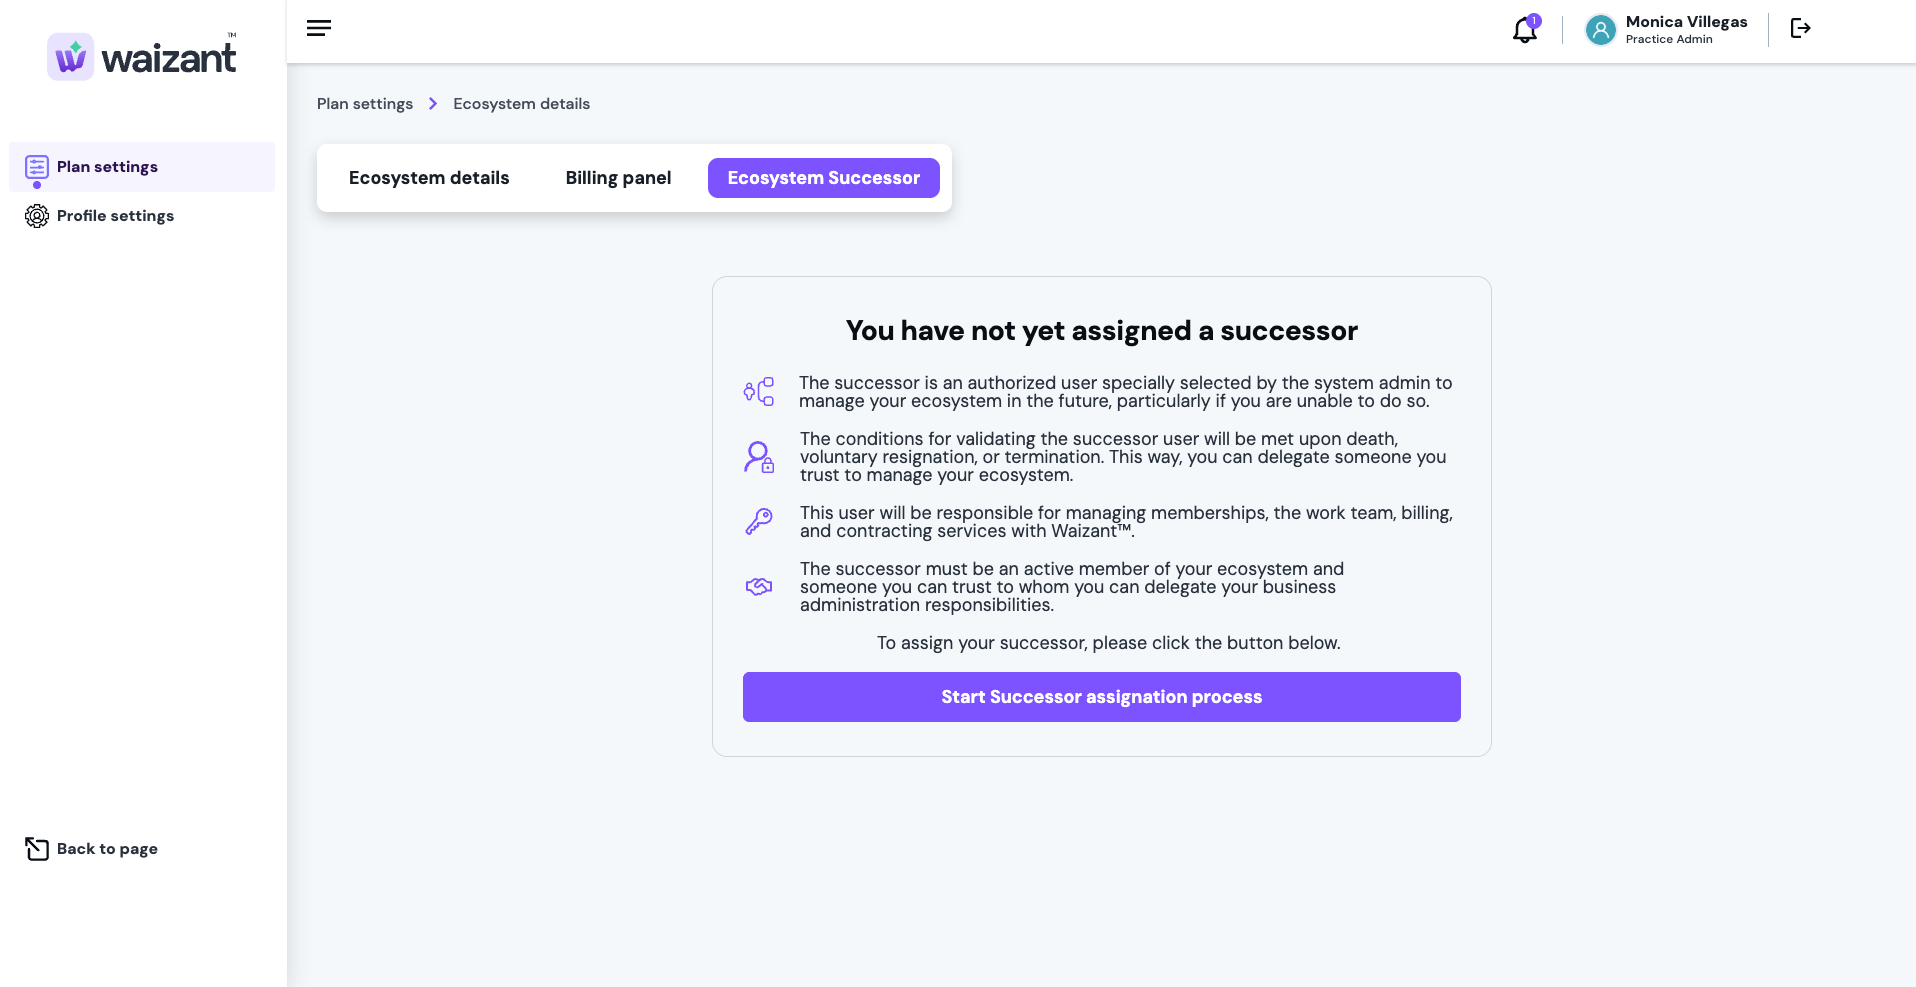 waizant™
1
Monica Villegas
Practice Admin
Plan settings
Profile settings
Back to page
Plan settings Ecosystem details
Ecosystem details Billing panel Ecosystem Successor
You have not yet assigned a successor
The successor is an authorized user specially selected by the system admin to
manage your ecosystem in the future, particularly if you are unable to do so.
The conditions for validating the successor user will be met upon death,
voluntary resignation, or termination. This way, you can delegate someone you
trust to manage your ecosystem.
This user will be responsible for managing memberships, the work team, billing,
and contracting services with Waizant™.
The successor must be an active member of your ecosystem and
someone you can trust to whom you can delegate your business
administration responsibilities.
To assign your successor, please click the button below.
Start Successor assignation process